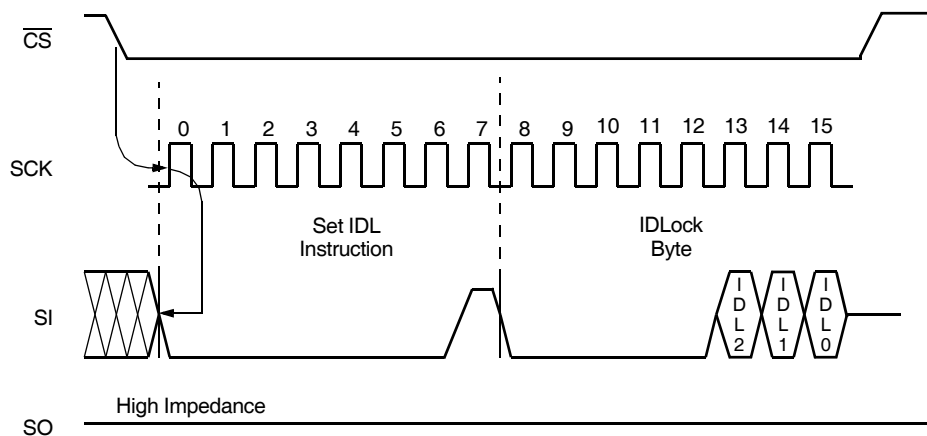 CS
0 1 2 3 4 5 6 7 8 9 10 11 12 13 14 15
SCK
Set IDL
Instruction
IDLock
Byte
SI
IDL2
IDL1
IDL0
High Impedance
SO